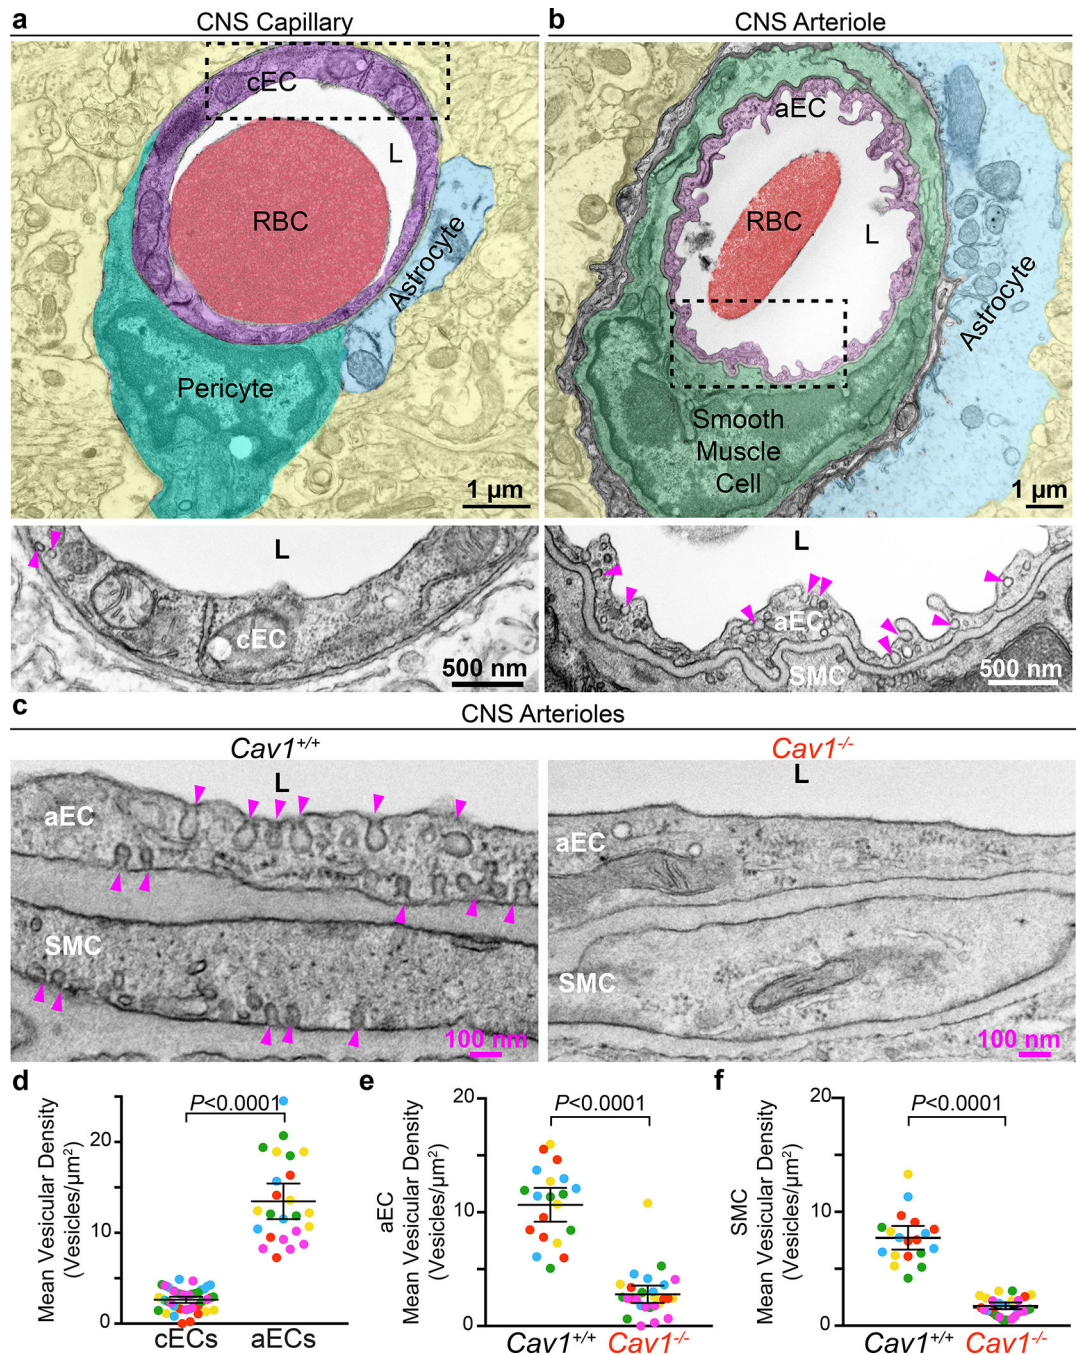 a
CNS Capillary
b
CNS Arteriole
cEC
L
RBC
Astrocyte
Pericyte
1 µm
aEC
RBC
L
Astrocyte
Smooth
Muscle
Cell
1 µm
L
cEC
500 nm
L
aEC
SMC
500 nm
c
CNS Arterioles
Cav1+/+
Cav1-/-
L
aEC
SMC
100 nm
L
aEC
SMC
100 nm
d
Mean Vesicular Density
(Vesicles/µm²)
P<0.0001
20
10
0
cECs
aECs
e
aEC
Mean Vesicular Density
(Vesicles/µm²)
P<0.0001
20
10
0
Cav1+/+
Cav1-/-
f
SMC
Mean Vesicular Density
(Vesicles/µm²)
P<0.0001
20
10
0
Cav1+/+
Cav1-/-